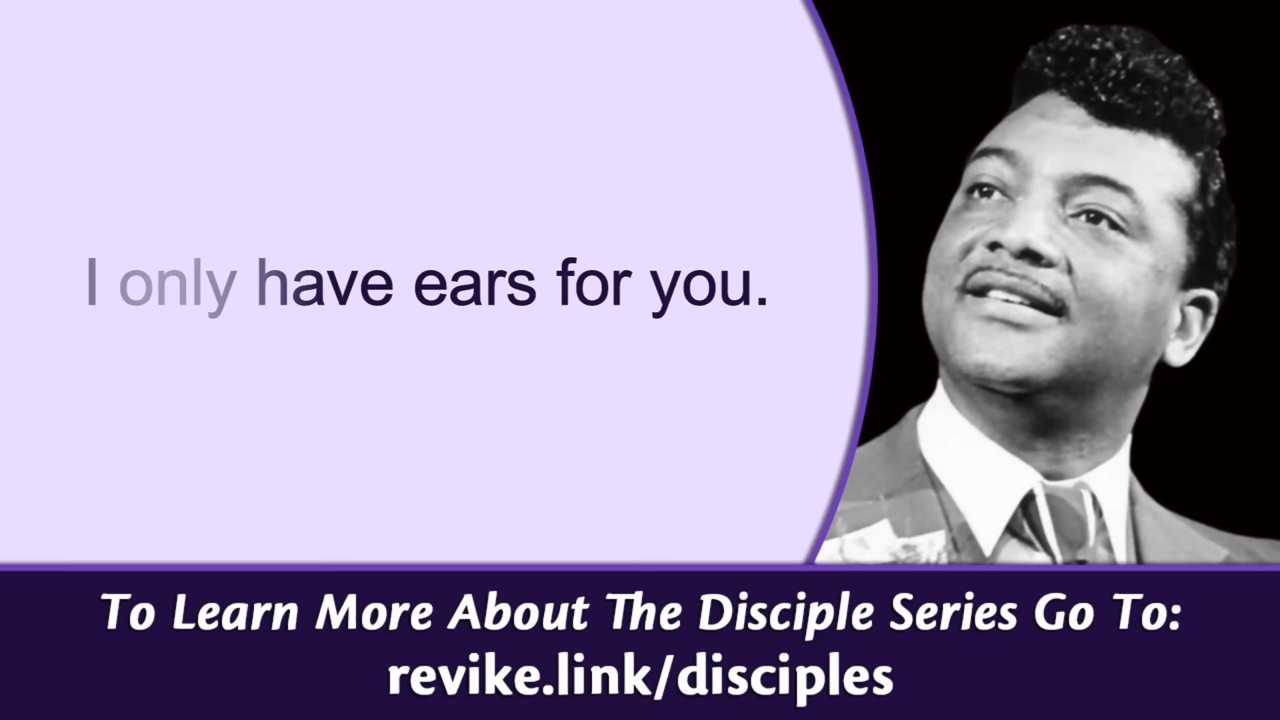 I only have ears for you.
To Learn More About The Disciple Series Go To:
revike.link/disciples